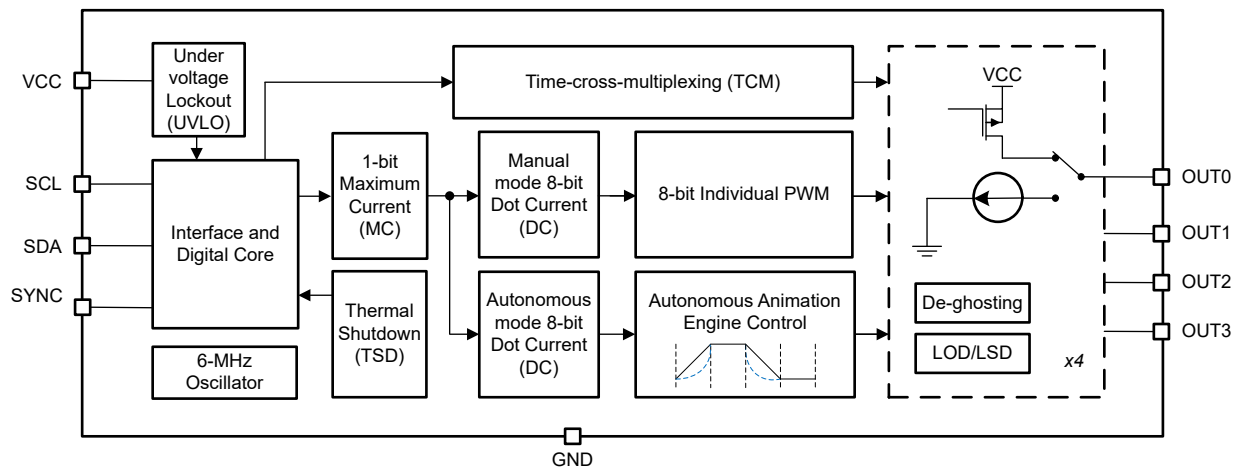 VCC
SCL
SDA
SYNC
Under
voltage
Lockout
(UVLO)
Interface and
Digital Core
6-MHz
Oscillator
1-bit
Maximum
Current
(MC)
Thermal
Shutdown
(TSD)
Time-cross-multiplexing (TCM)
Manual
mode 8-bit
Dot Current
(DC)
8-bit Individual PWM
Autonomous
mode 8-bit
Dot Current
(DC)
Autonomous Animation
Engine Control
VCC
De-ghosting
LOD/LSD
x4
OUT0
OUT1
OUT2
OUT3
GND